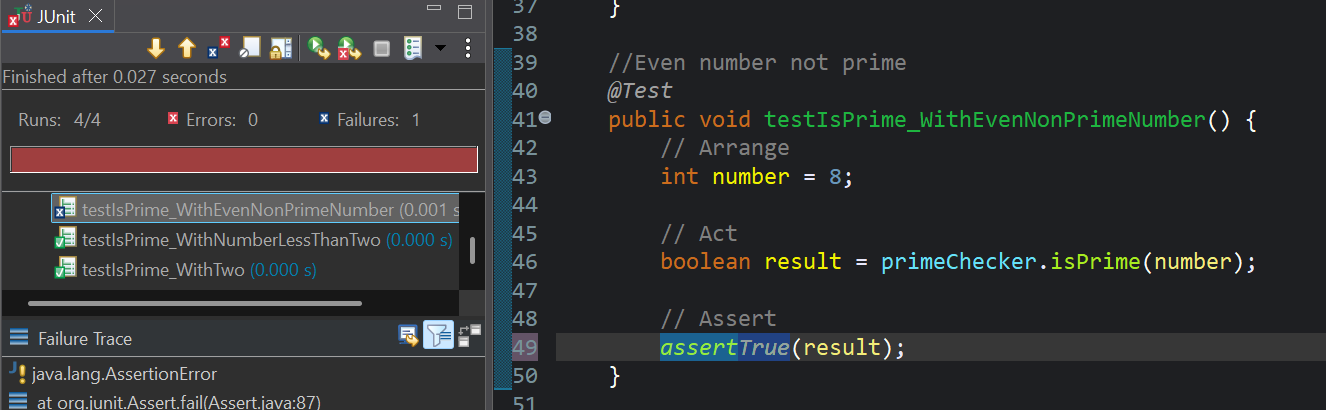 JUnit
Finished after 0.027 seconds
Runs: 4/4 Errors: 0 Failures: 1
testIsPrime_WithEvenNonPrimeNumber (0.001 s
testIsPrime_WithNumberLessThanTwo (0.000 s)
testIsPrime_WithTwo (0.000 s)
Failure Trace
java.lang.AssertionError
at org.junit.Assert.fail(Assert.java:87)
37 }
38
39 //Even number not prime
40 @Test
41 public void testIsPrime_WithEvenNonPrimeNumber() {
42 // Arrange
43 int number = 8;
44
45 // Act
46 boolean result = primeChecker.isPrime(number);
47
48 // Assert
49 assertTrue(result);
50 }
51